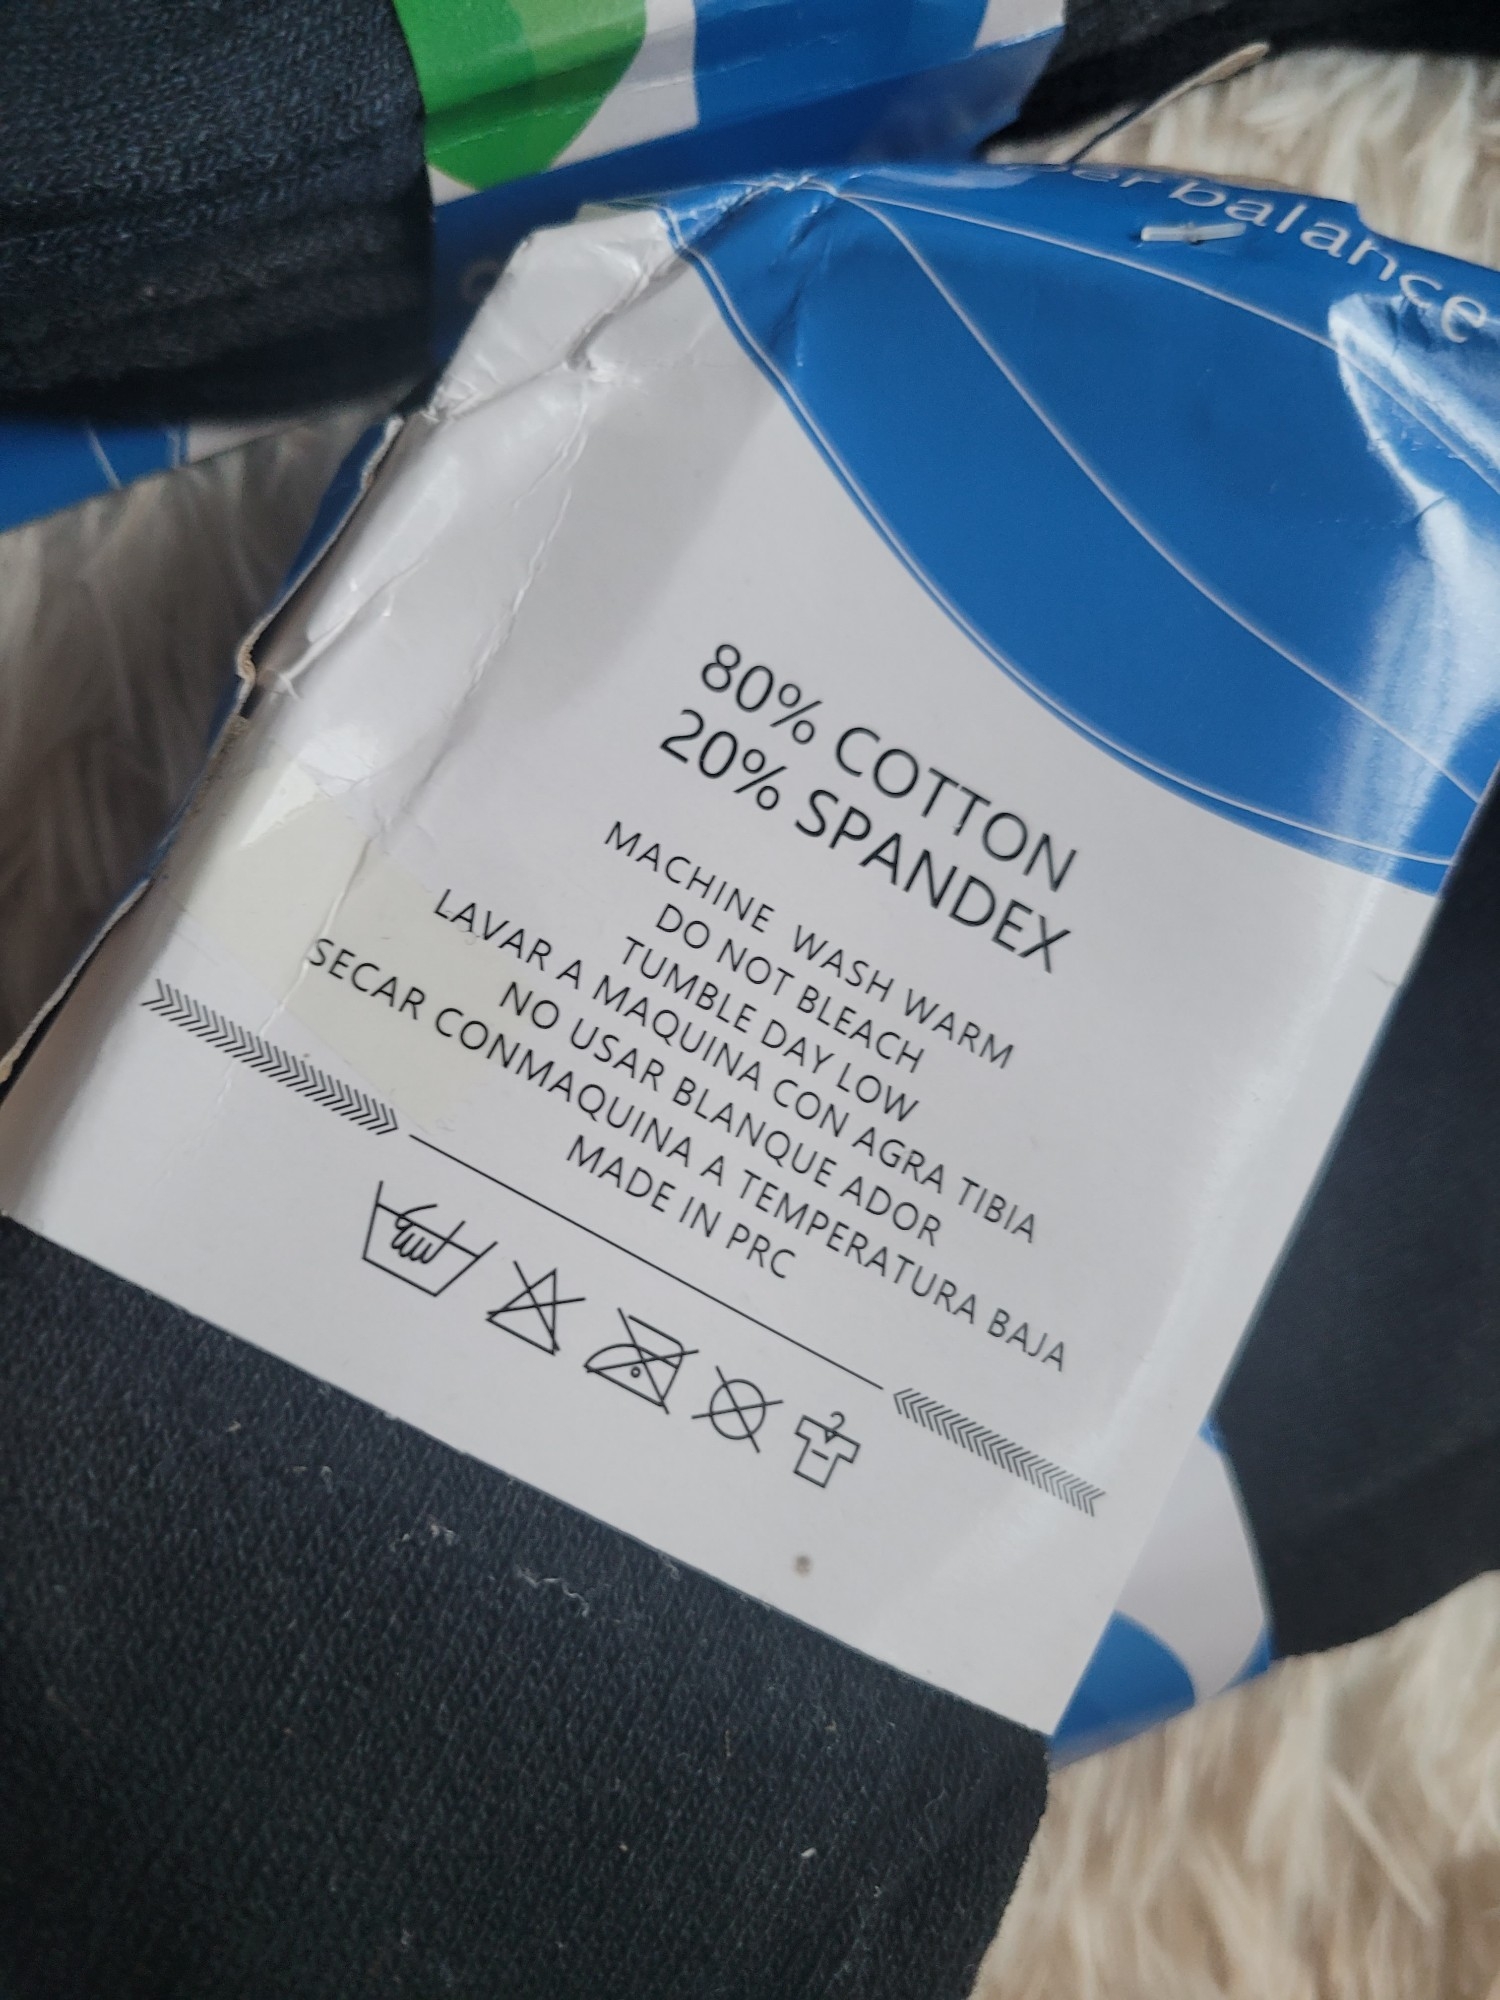 balance
80% COTTON
20% SPANDEX
MACHINE WASH WARM
DO NOT BLEACH
TUMBLE DAY LOW
LAVAR A MAQUINA CON AGRA TIBIA
NO USAR BLANQUE ADOR
SECAR CONMAQUINA A TEMPERATURA BAJA
MADE IN PRC